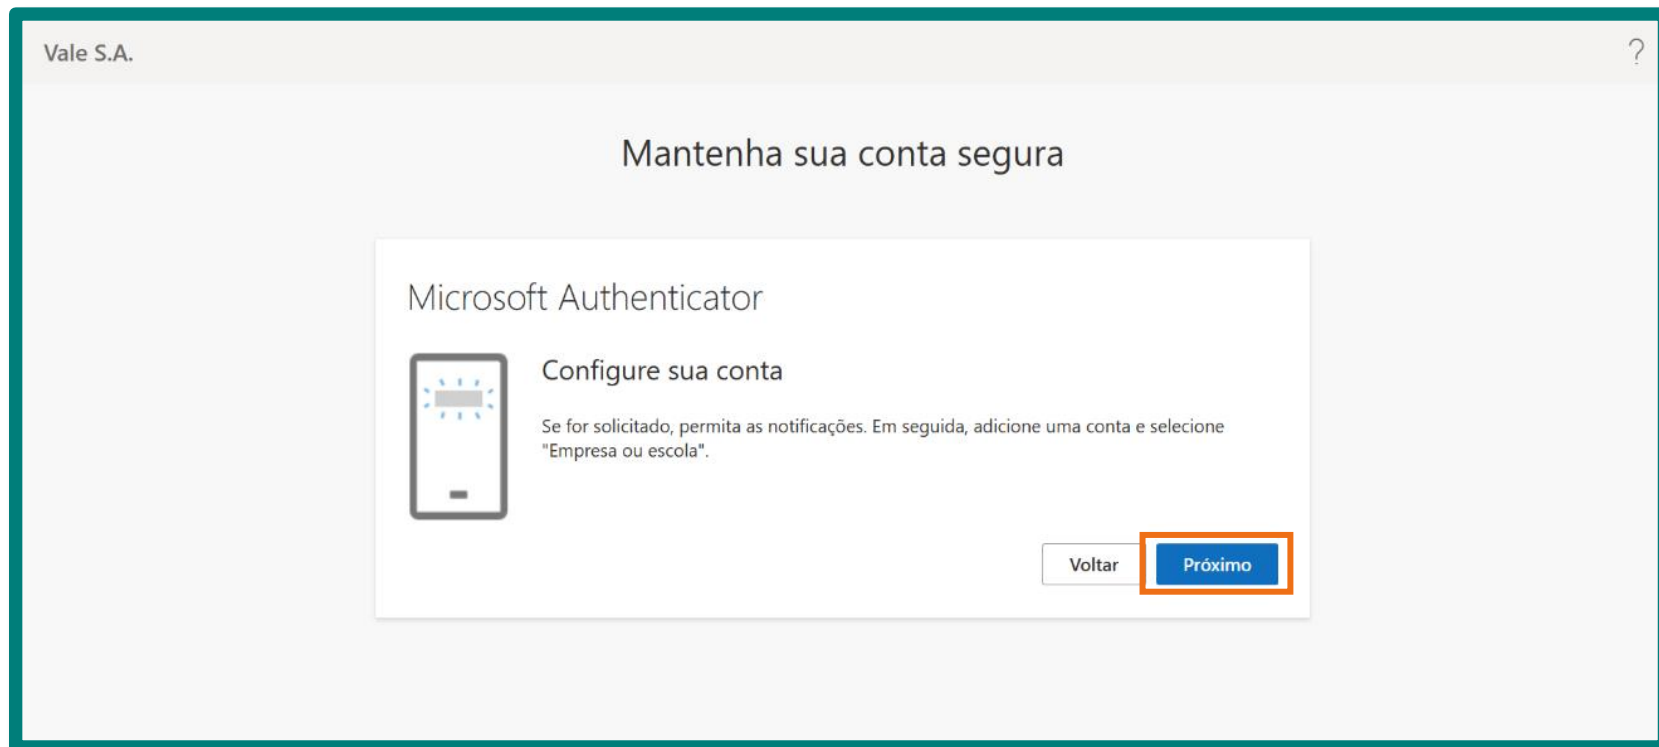 Vale S.A.
?
Mantenha sua conta segura
Microsoft Authenticator
Configure sua conta
Se for solicitado, permita as notificações. Em seguida, adicione uma conta e selecione
"Empresa ou escola".
Voltar
Próximo